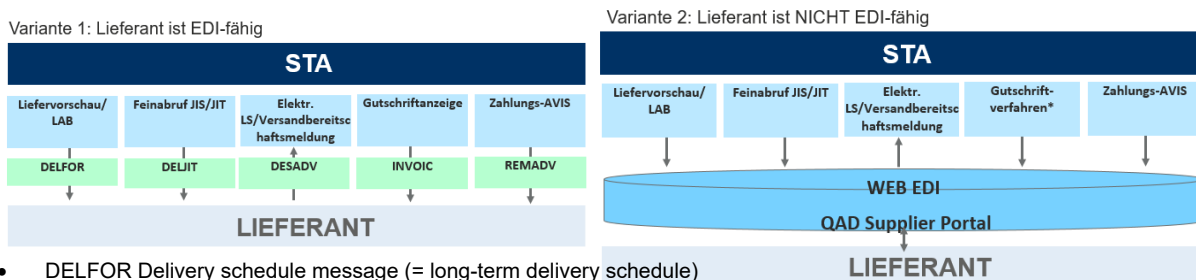 Variante 1: Lieferant ist EDI-fähig
STA
Liefervorschau/
LAB
Feinabruf JIS/JIT
Elektr.
LS/Versandbereitsc
haftsmeldung
Gutschriftanzeige
Zahlungs-AVIS
DELFOR
DELJIT
DESADV
INVOIC
REMADV
LIEFERANT
Variante 2: Lieferant ist NICHT EDI-fähig
STA
Liefervorschau/
LAB
Feinabruf JIS/JIT
Elektr.
LS/Versandbereitsc
haftsmeldung
Gutschrift-
verfahren*
Zahlungs-AVIS
WEB EDI
QAD Supplier Portal
LIEFERANT
• DELFOR Delivery schedule message (= long-term delivery schedule)